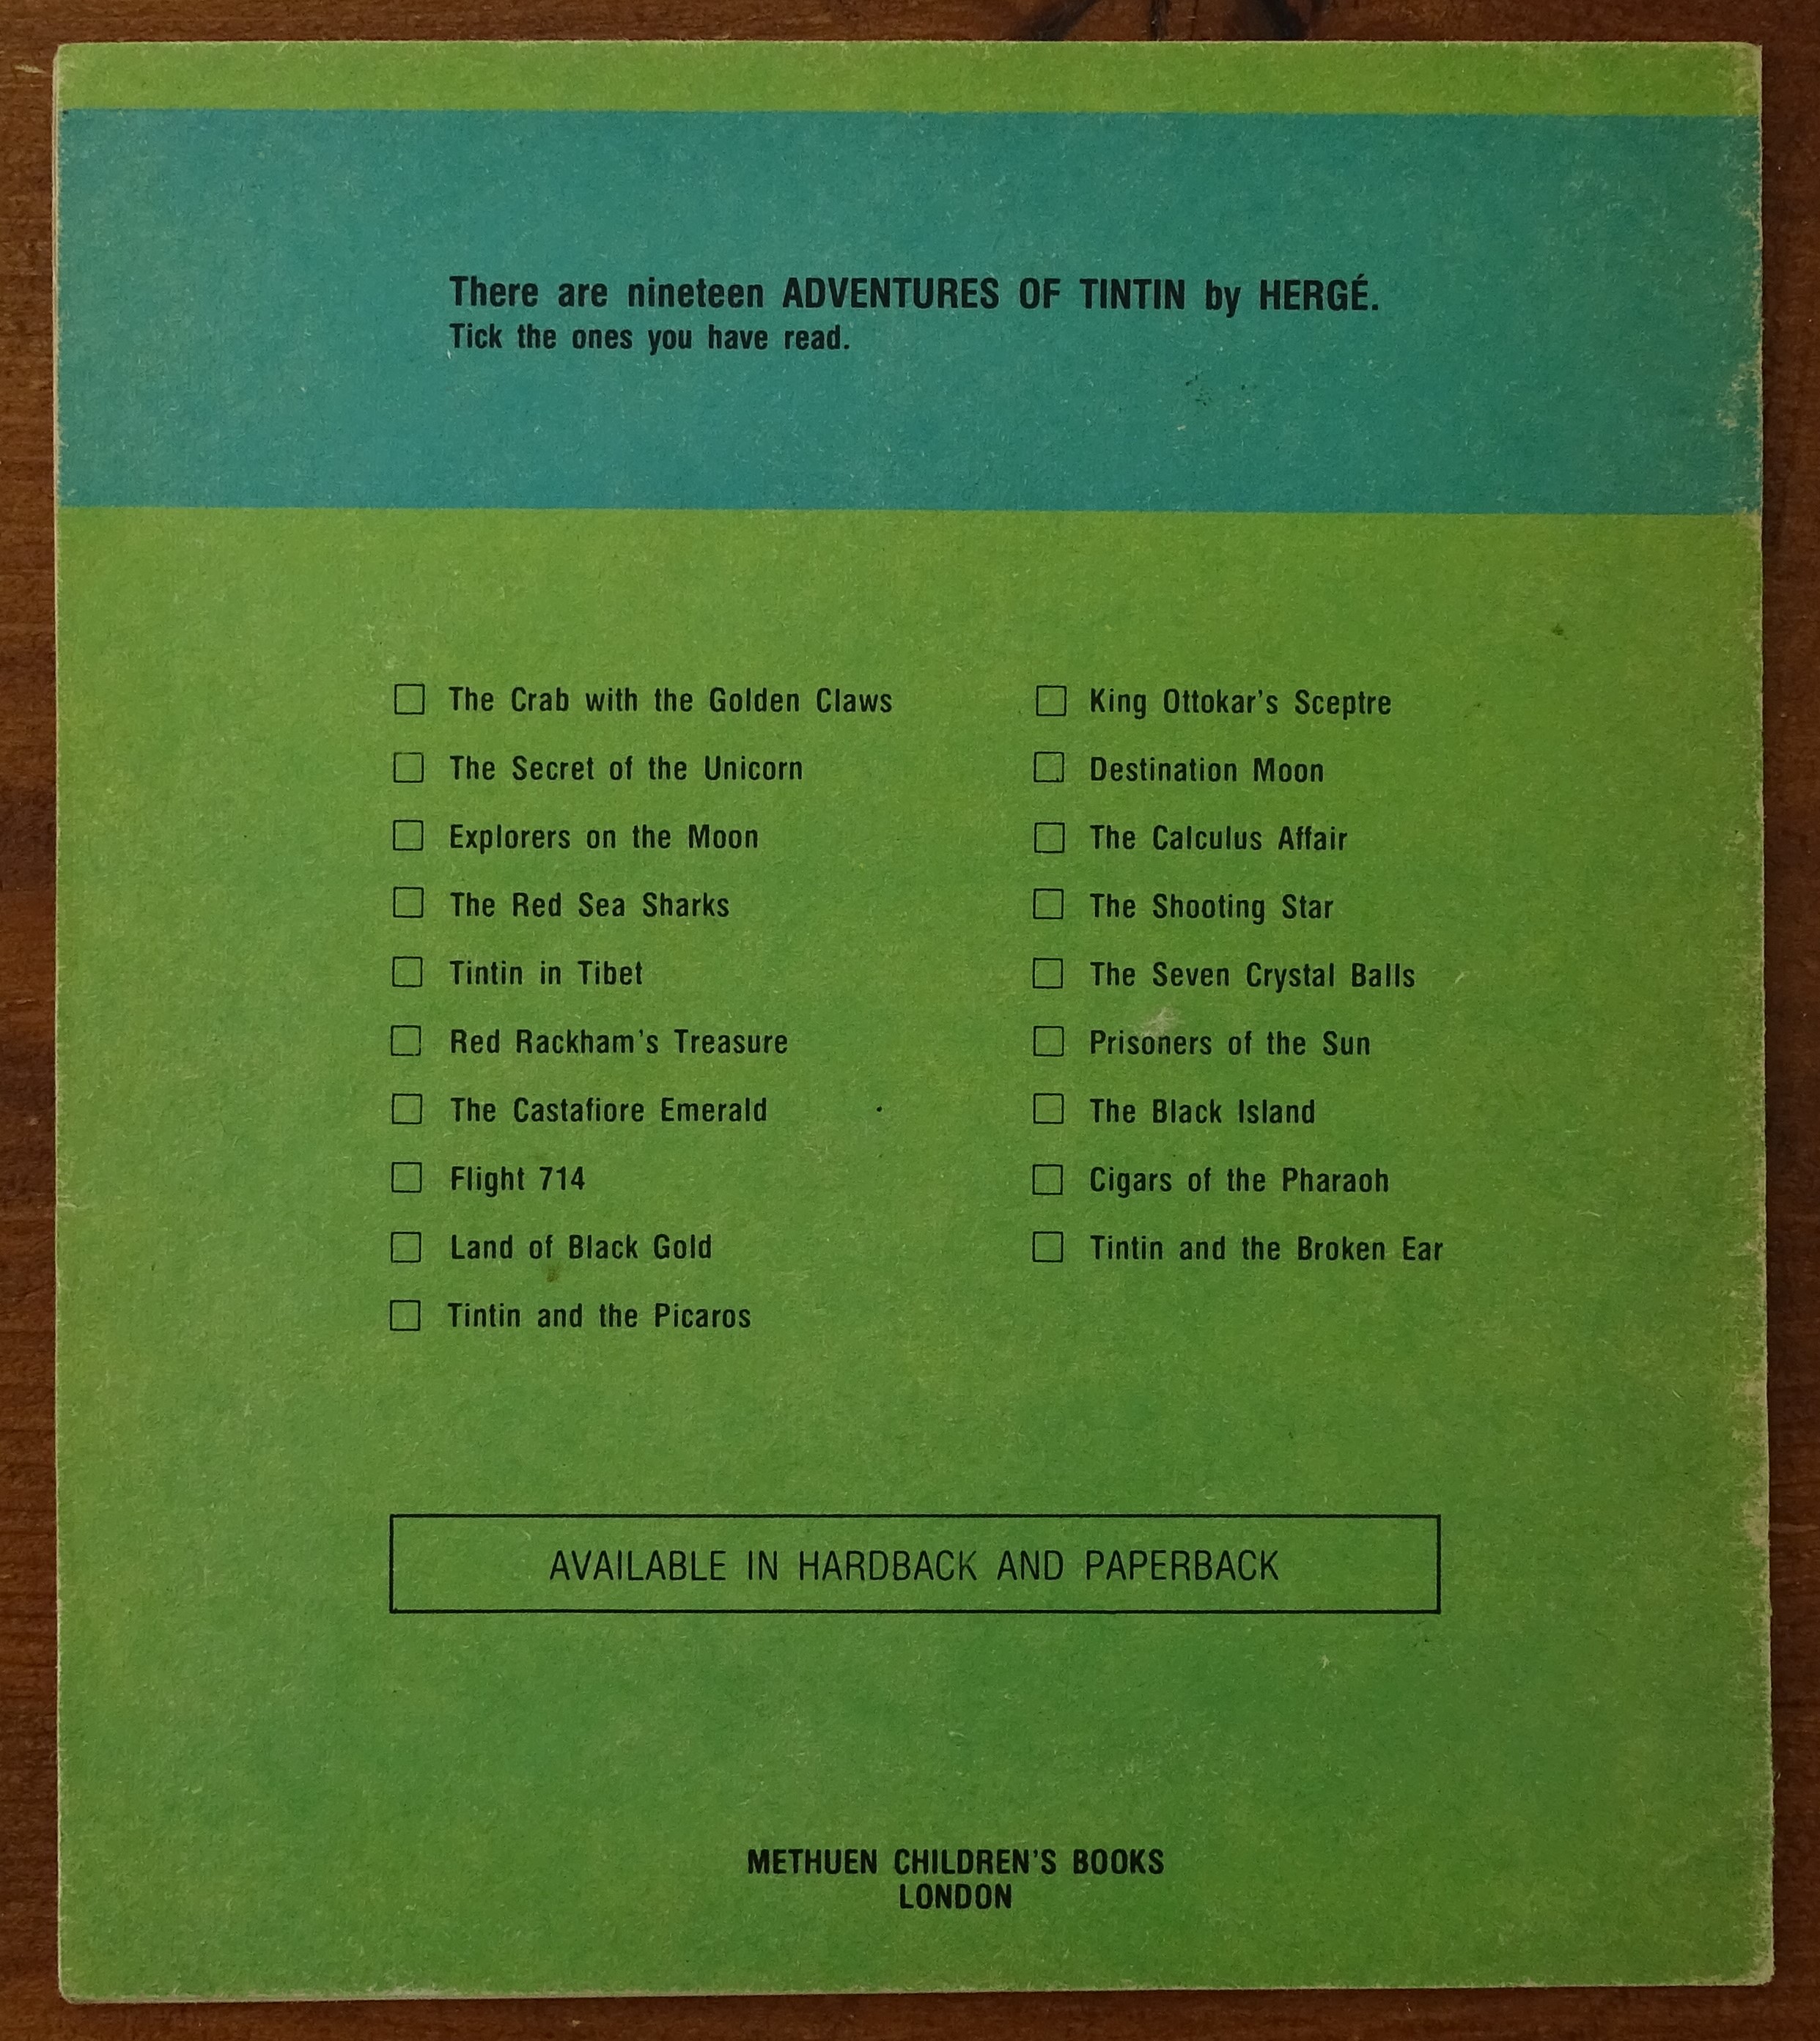 There are nineteen ADVENTURES OF TINTIN by HERGÉ.
Tick the ones you have read.
The Crab with the Golden Claws
The Secret of the Unicorn
Explorers on the Moon
The Red Sea Sharks
Tintin in Tibet
Red Rackham's Treasure
The Castafiore Emerald
Flight 714
Land of Black Gold
Tintin and the Picaros
King Ottokar's Sceptre
Destination Moon
The Calculus Affair
The Shooting Star
The Seven Crystal Balls
Prisoners of the Sun
The Black Island
Cigars of the Pharaoh
Tintin and the Broken Ear
AVAILABLE IN HARDBACK AND PAPERBACK
METHUEN CHILDREN'S BOOKS
LONDON